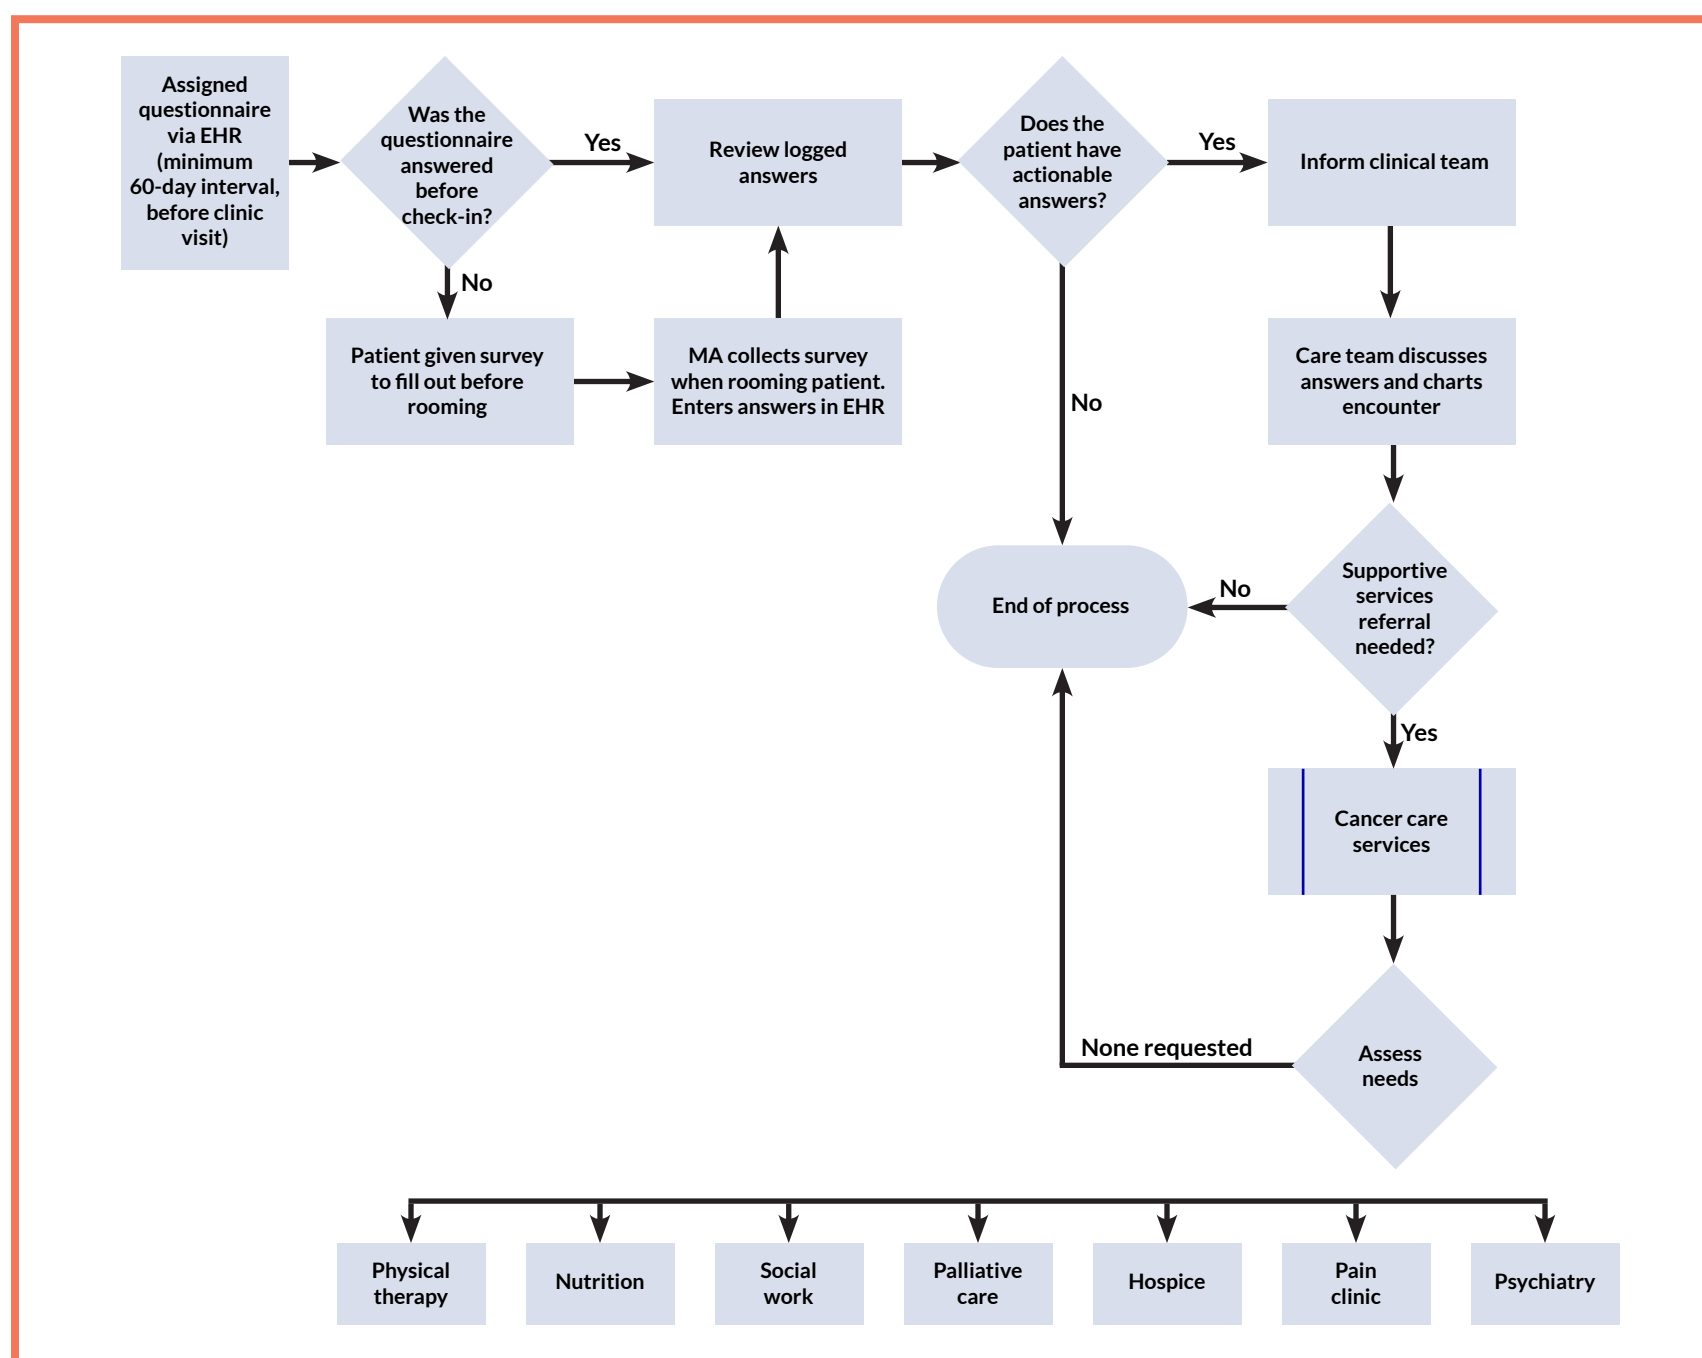 Assigned
questionnaire
via EHR
(minimum
60-day interval,
before clinic
visit)
Was the
questionnaire
answered
before
check-in?
Yes
No
Review logged
answers
Patient given survey
to fill out before
rooming
MA collects survey
when rooming patient.
Enters answers in EHR
Does the
patient have
actionable
answers?
Yes
No
Inform clinical team
Care team discusses
answers and charts
encounter
Supportive
services
referral
needed?
No
End of process
Yes
Cancer care
services
Assess
needs
None requested
Physical
therapy
Nutrition
Social
work
Palliative
care
Hospice
Pain
clinic
Psychiatry